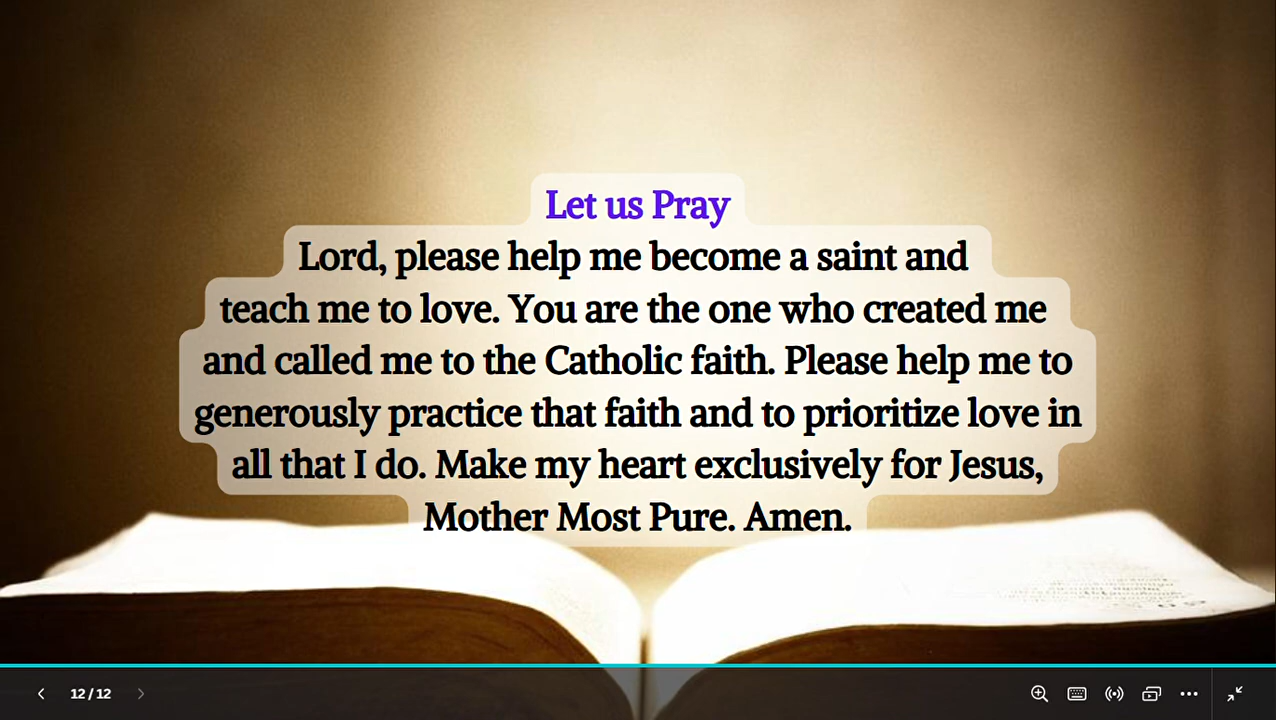 Let us Pray
Lord, please help me become a saint and
teach me to love. You are the one who created me
and called me to the Catholic faith. Please help me to
generously practice that faith and to prioritize love in
all that I do. Make my heart exclusively for Jesus,
Mother Most Pure. Amen.
12 / 12